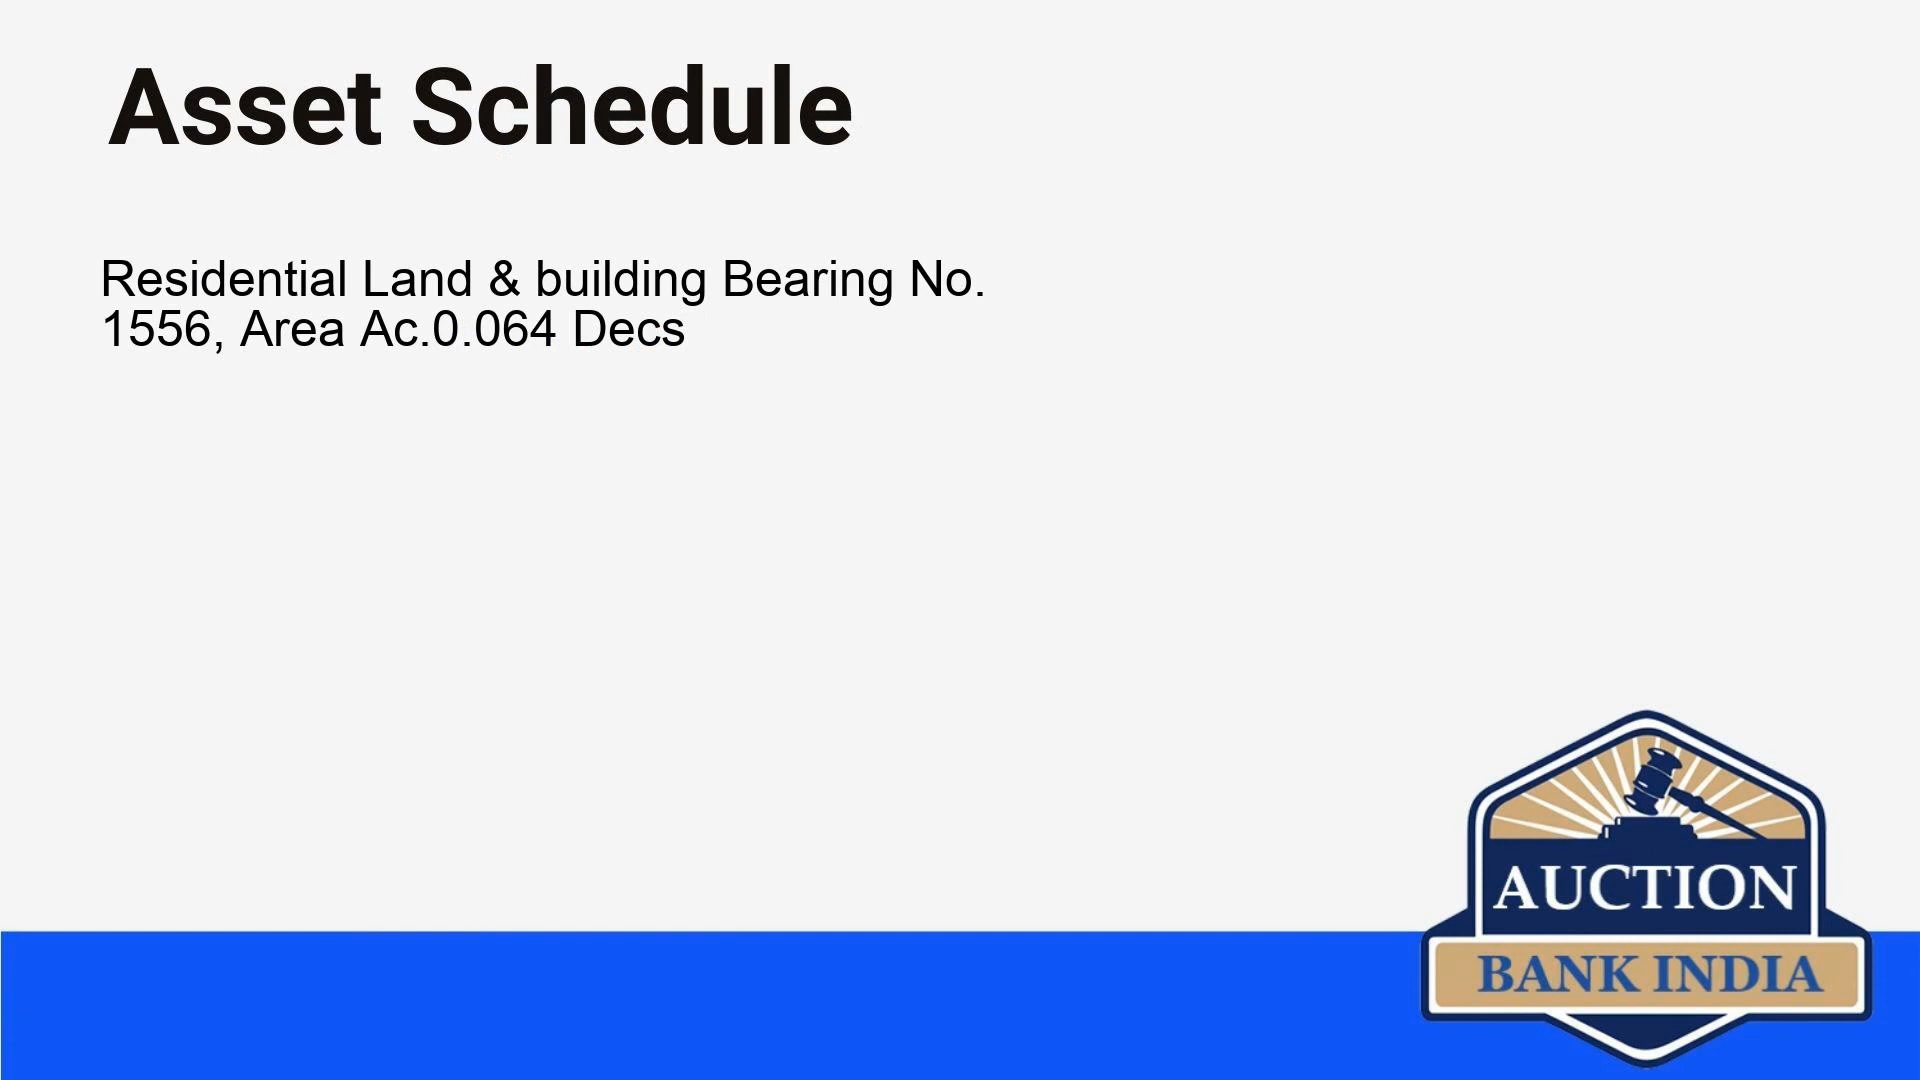 Asset Schedule
Residential Land & building Bearing No.
1556, Area Ac.0.064 Decs
AUCTION
BANK INDIA